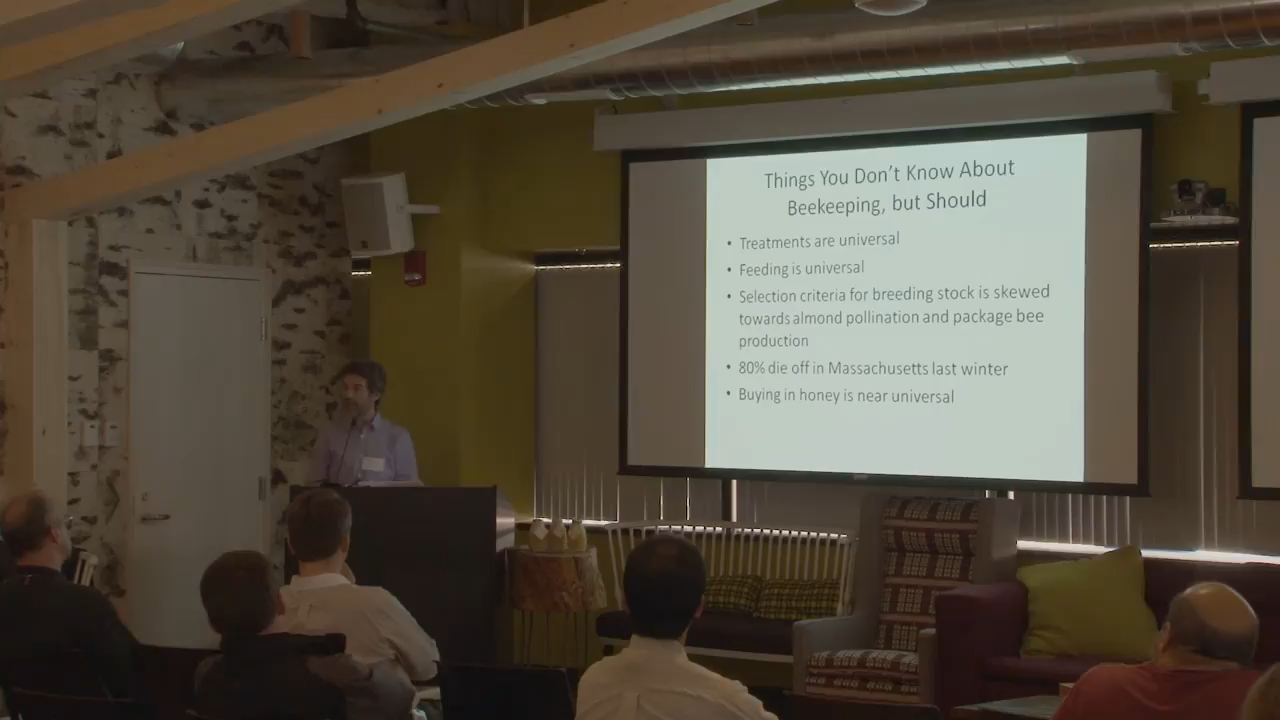 Things You Don't Know About
Beekeeping, but Should
• Treatments are universal
• Feeding is universal
• Selection criteria for breeding stock is skewed
towards almond pollination and package bee
production
• 80% die off in Massachusetts last winter
• Buying in honey is near universal